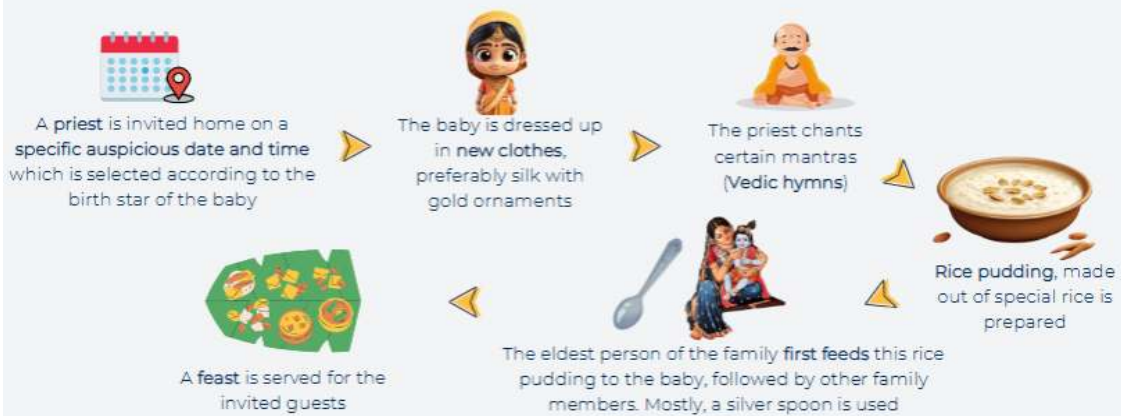 A priest is invited home on a
specific auspicious date and time
which is selected according to the
birth star of the baby
The baby is dressed up
in new clothes,
preferably silk with
gold ornaments
The priest chants
certain mantras
(Vedic hymns)
Rice pudding, made
out of special rice is
prepared
The eldest person of the family first feeds this rice
pudding to the baby, followed by other family
members. Mostly, a silver spoon is used
A feast is served for the
invited guests